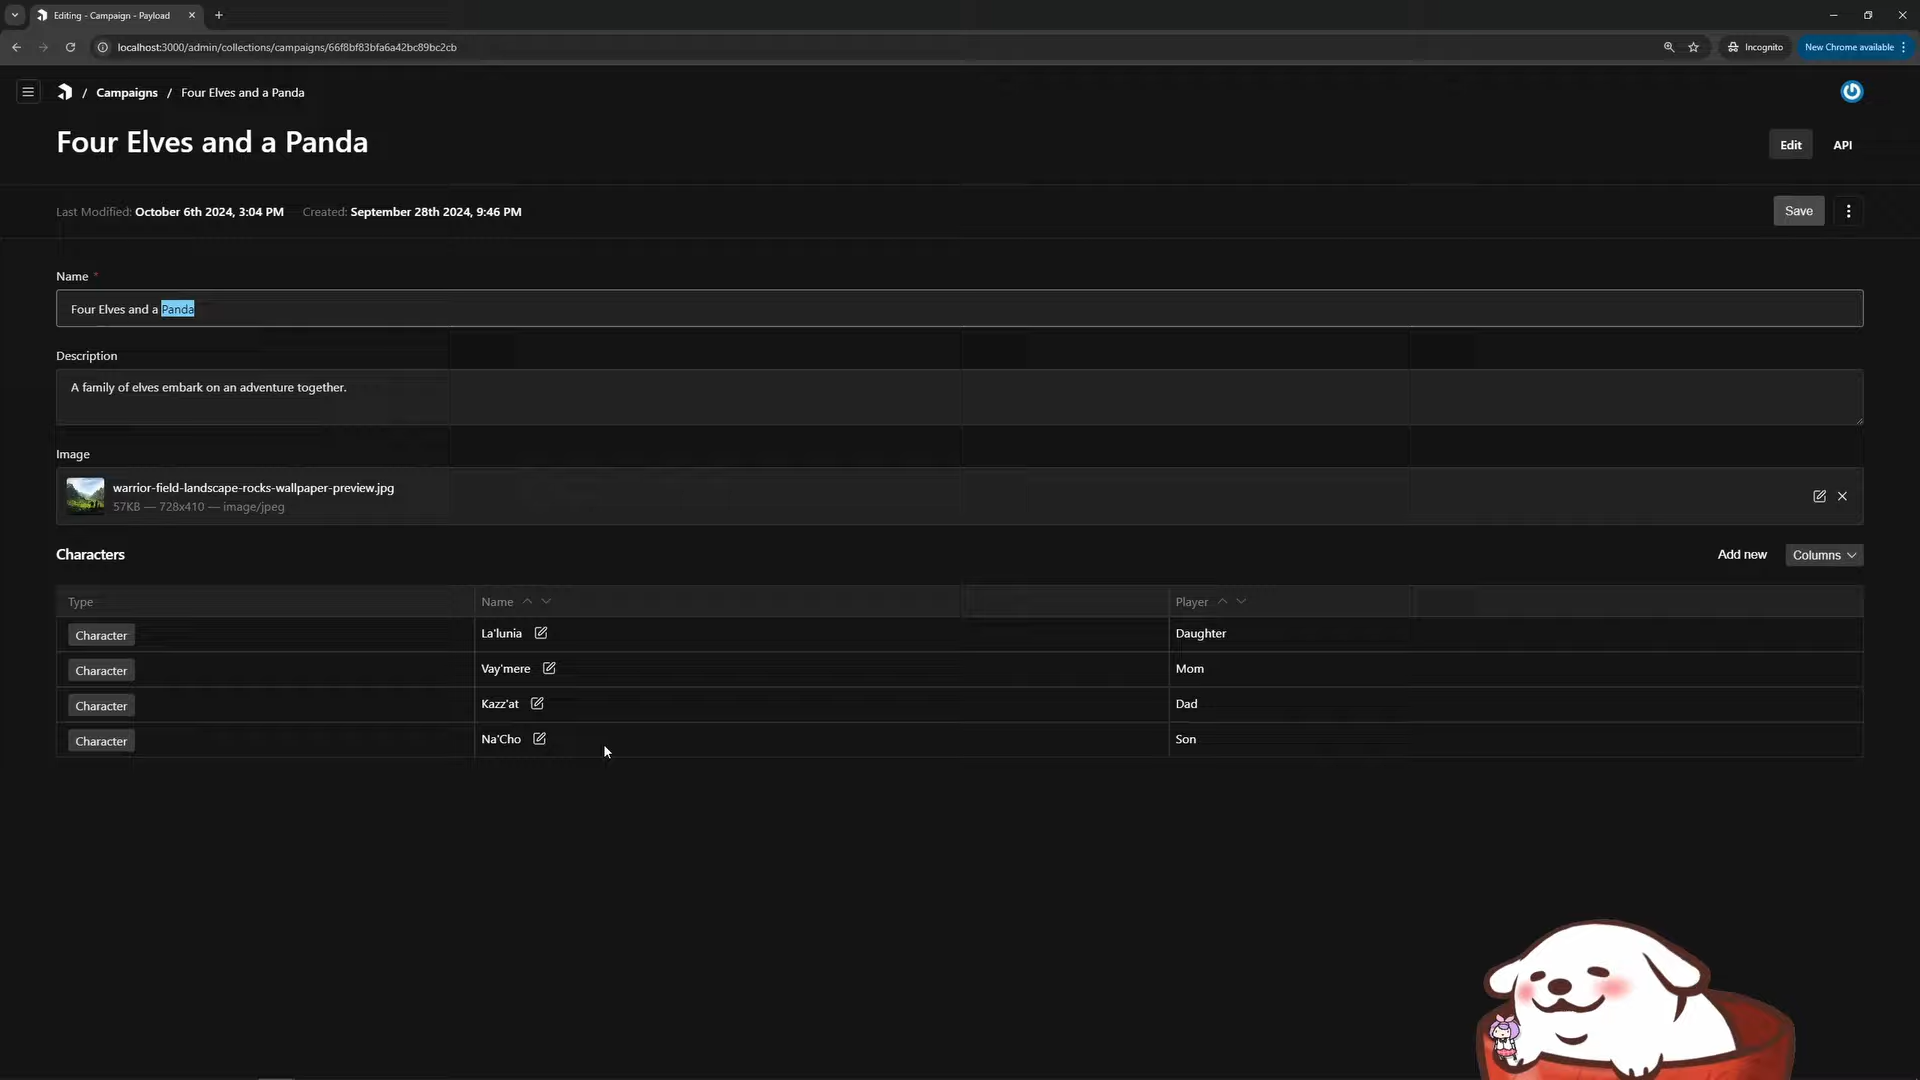 Editing - Campaign - Payload
localhost:3000/admin/collections/campaigns/66f8bf83bfa6a42bc89bc2cb
Incognito
New Chrome available
/ Campaigns / Four Elves and a Panda
Four Elves and a Panda
Edit
API
Last Modified: October 6th 2024, 3:04 PM Created: September 28th 2024, 9:46 PM
Save
Name *
Four Elves and a Panda
Description
A family of elves embark on an adventure together.
Image
warrior-field-landscape-rocks-wallpaper-preview.jpg
57KB — 728x410 — image/jpeg
Characters
Add new
Columns
Type Name Player
Character La'lunia Daughter
Character Vay'mere Mom
Character Kazz'at Dad
Character Na'Cho Son